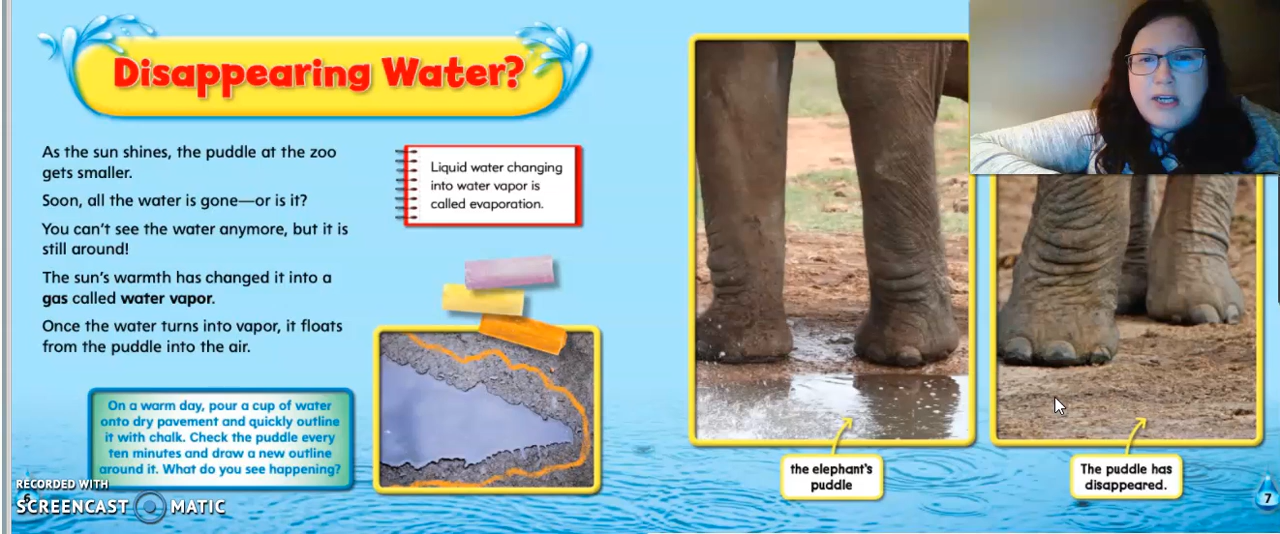 Disappearing Water?
As the sun shines, the puddle at the zoo
gets smaller.
Soon, all the water is gone—or is it?
You can't see the water anymore, but it is
still around!
The sun's warmth has changed it into a
gas called water vapor.
Once the water turns into vapor, it floats
from the puddle into the air.
Liquid water changing
into water vapor is
called evaporation.
On a warm day, pour a cup of water
onto dry pavement and quickly outline
it with chalk. Check the puddle every
ten minutes and draw a new outline
around it. What do you see happening?
the elephant's
puddle
The puddle has
disappeared.
6
7
RECORDED WITH
SCREENCAST MATIC